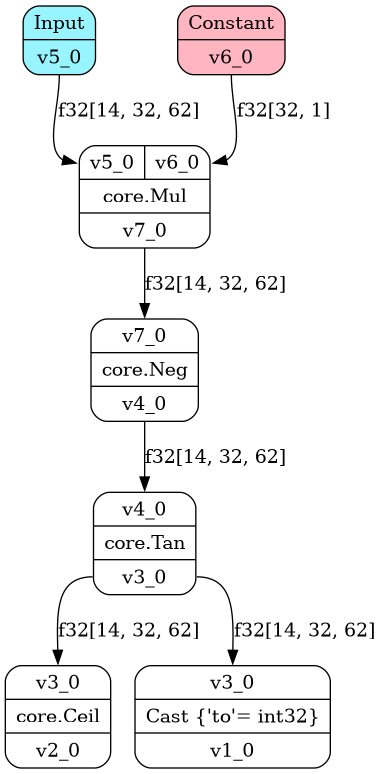 Input
v5_0
Constant
v6_0
f32[14, 32, 62]
f32[32, 1]
v5_0
v6_0
core.Mul
v7_0
f32[14, 32, 62]
v7_0
core.Neg
v4_0
f32[14, 32, 62]
v4_0
core.Tan
v3_0
f32[14, 32, 62]
f32[14, 32, 62]
v3_0
core.Ceil
v2_0
v3_0
Cast {'to'= int32}
v1_0